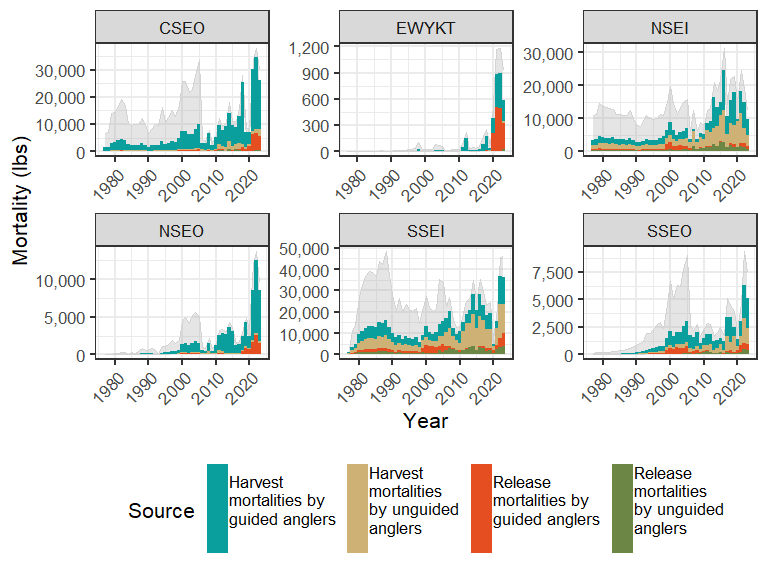 CSEO
EWYKT
NSEI
30,000
20,000
10,000
0
1,200
900
600
300
0
30,000
20,000
10,000
0
1980
1990
2000
2010
2020
1980
1990
2000
2010
2020
1980
1990
2000
2010
2020
Mortality (lbs)
NSEO
SSEI
SSEO
10,000
5,000
0
50,000
40,000
30,000
20,000
10,000
0
7,500
5,000
2,500
0
1980
1990
2000
2010
2020
1980
1990
2000
2010
2020
1980
1990
2000
2010
2020
Year
Source
Harvest
mortalities by
guided anglers
Harvest
mortalities
by unguided
anglers
Release
mortalities by
guided anglers
Release
mortalities
by unguided
anglers